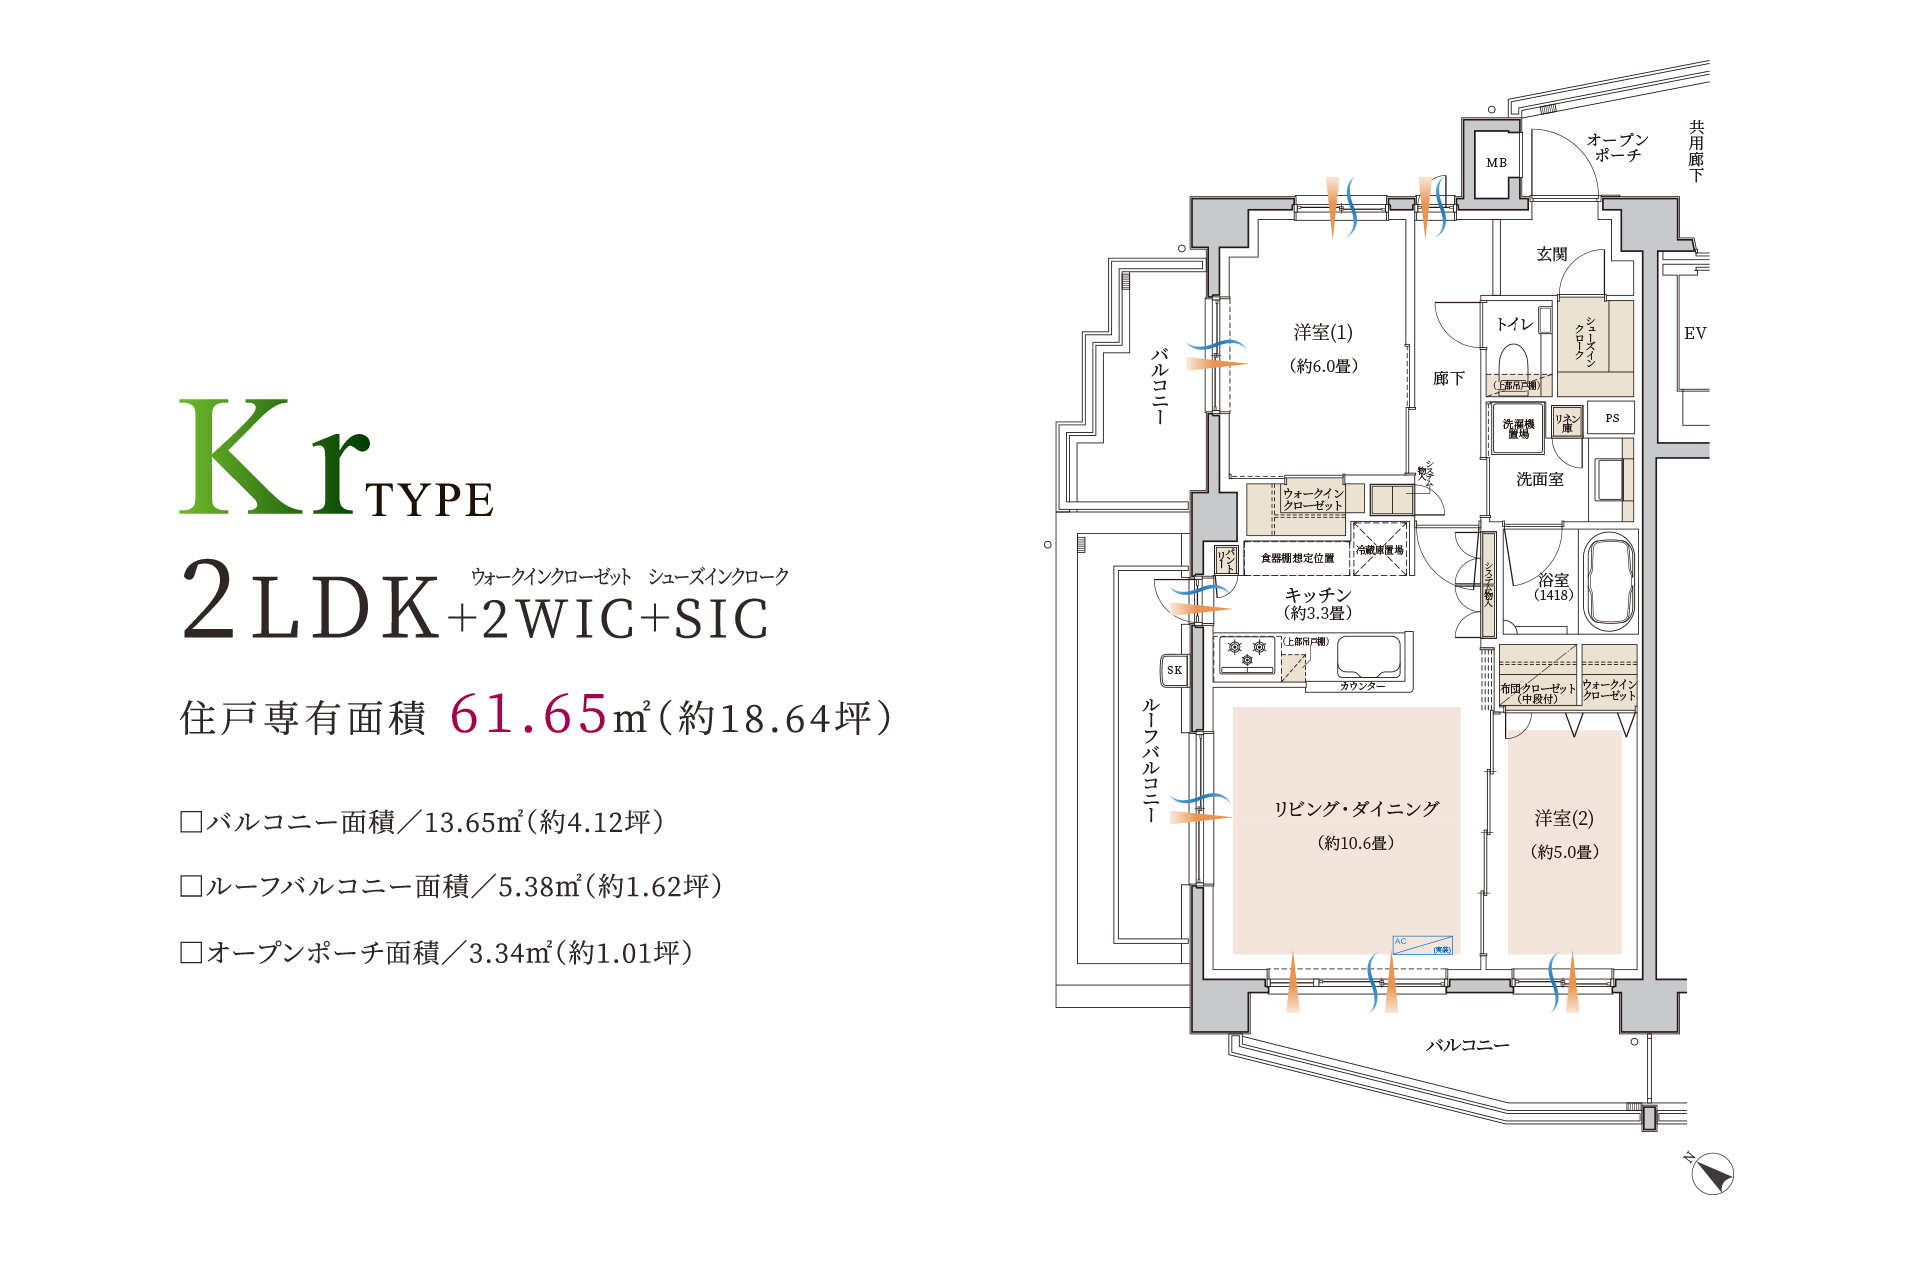 Kr TYPE
ウォークインクローゼット シューズインクローク
2LDK+2WIC+SIC
住戸専有面積 61.65㎡(約18.64坪)
□バルコニー面積／13.65㎡(約4.12坪)
□ルーフバルコニー面積／5.38㎡(約1.62坪)
□オープンポーチ面積／3.34㎡(約1.01坪)
共用廊下
オープン
ポーチ
MB
玄関
EV
洋室(1)
(約6.0畳)
トイレ
シューズイン
クローク
(上部吊戸棚)
廊下
バルコニー
洗濯機
置場
リネン
庫
PS
洗面室
システム
物入
ウォークイン
クローゼット
パント
リー
食器棚想定位置
冷蔵庫置場
キッチン
(約3.3畳)
システム物入
浴室
(1418)
(上部吊戸棚)
カウンター
SK
布団クローゼット
(中段付)
ウォークイン
クローゼット
ルーフバルコニー
リビング・ダイニング
(約10.6畳)
洋室(2)
(約5.0畳)
AC
(実装)
バルコニー
N